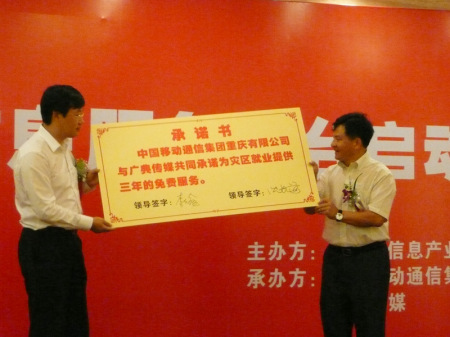 台启动
承诺书
中国移动通信集团重庆有限公司
与广典传媒共同承诺为灾区就业提供
三年的免费服务。
领导签字：
领导签字：
主办方：
信息产业
承办方：
动通信集
媒